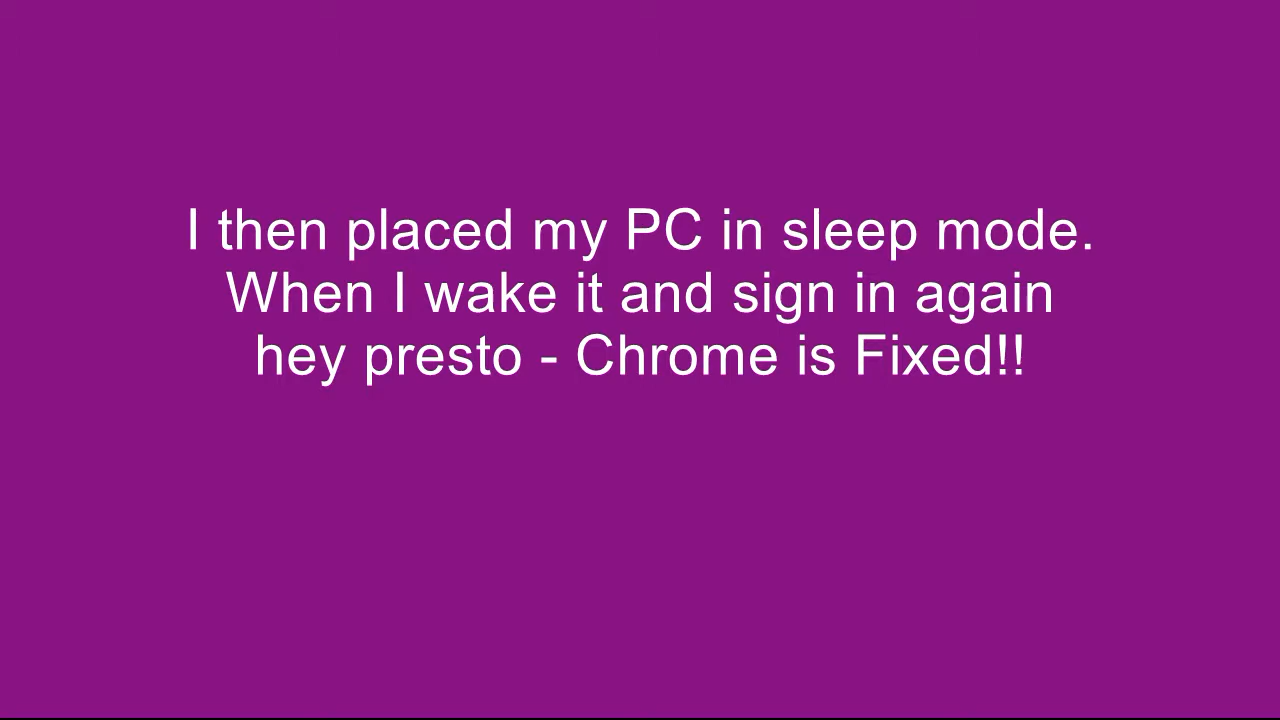 I then placed my PC in sleep mode.
When I wake it and sign in again
hey presto - Chrome is Fixed!!